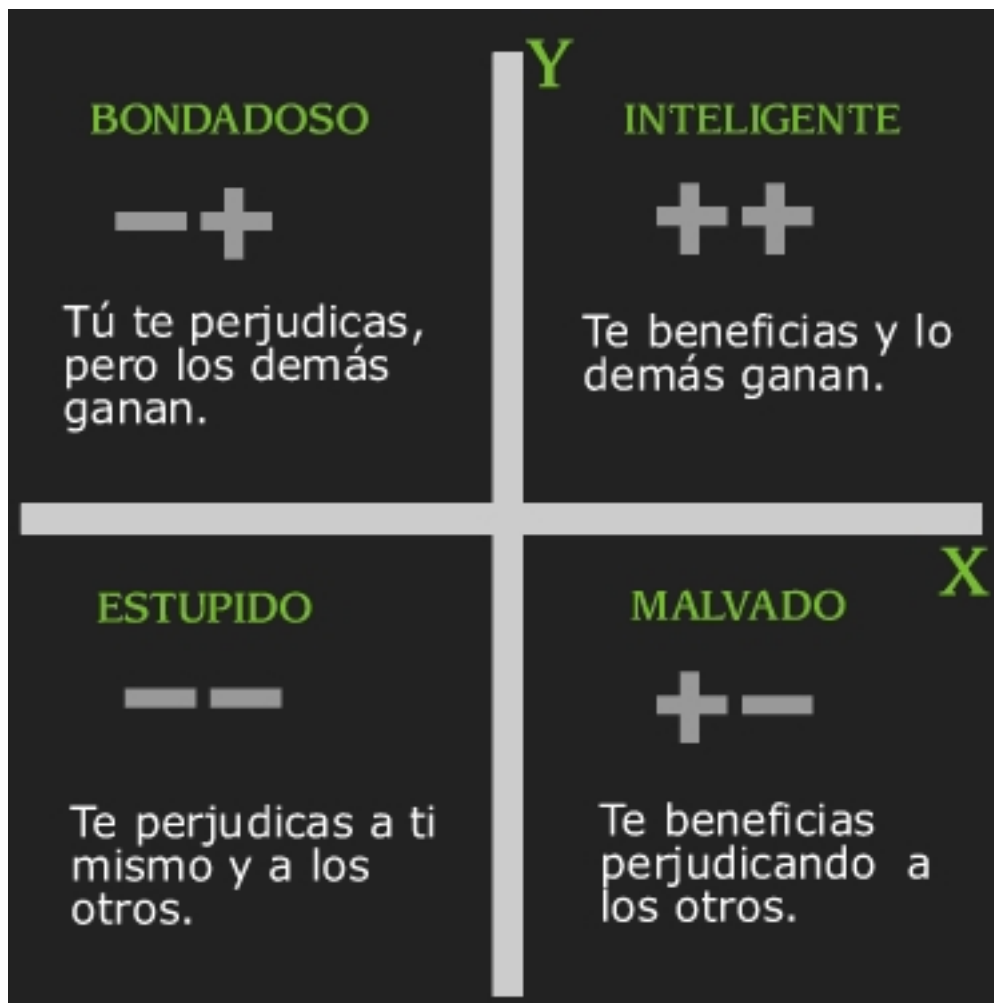 Y
BONDADOSO
−+
Tú te perjudicas,
pero los demás
ganan.
INTELIGENTE
++
Te beneficias y lo
demás ganan.
X
ESTUPIDO
−−
Te perjudicas a ti
mismo y a los
otros.
MALVADO
+−
Te beneficias
perjudicando a
los otros.